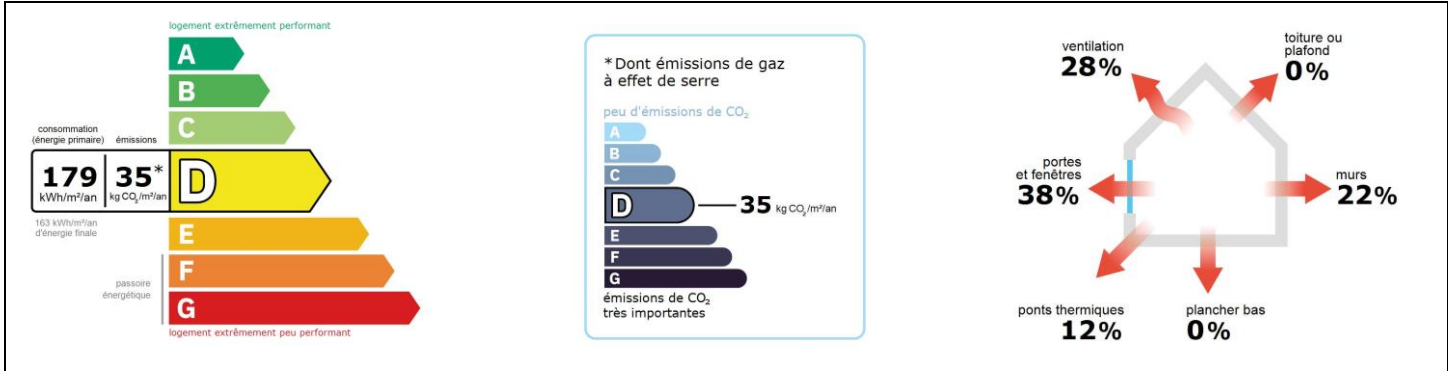 logement extrêmement performant
A
B
C
consommation
(énergie primaire)
émissions
179
kWh/m²/an
35*
kg CO₂/m²/an
D
163 kWh/m²/an
d'énergie finale
E
F
passoire
énergétique
G
logement extrêmement peu performant
*Dont émissions de gaz
à effet de serre
peu d'émissions de CO₂
A
B
C
D
35 kg CO₂/m²/an
E
F
G
émissions de CO₂
très importantes
ventilation
28%
toiture ou
plafond
0%
portes
et fenêtres
38%
murs
22%
ponts thermiques
12%
plancher bas
0%